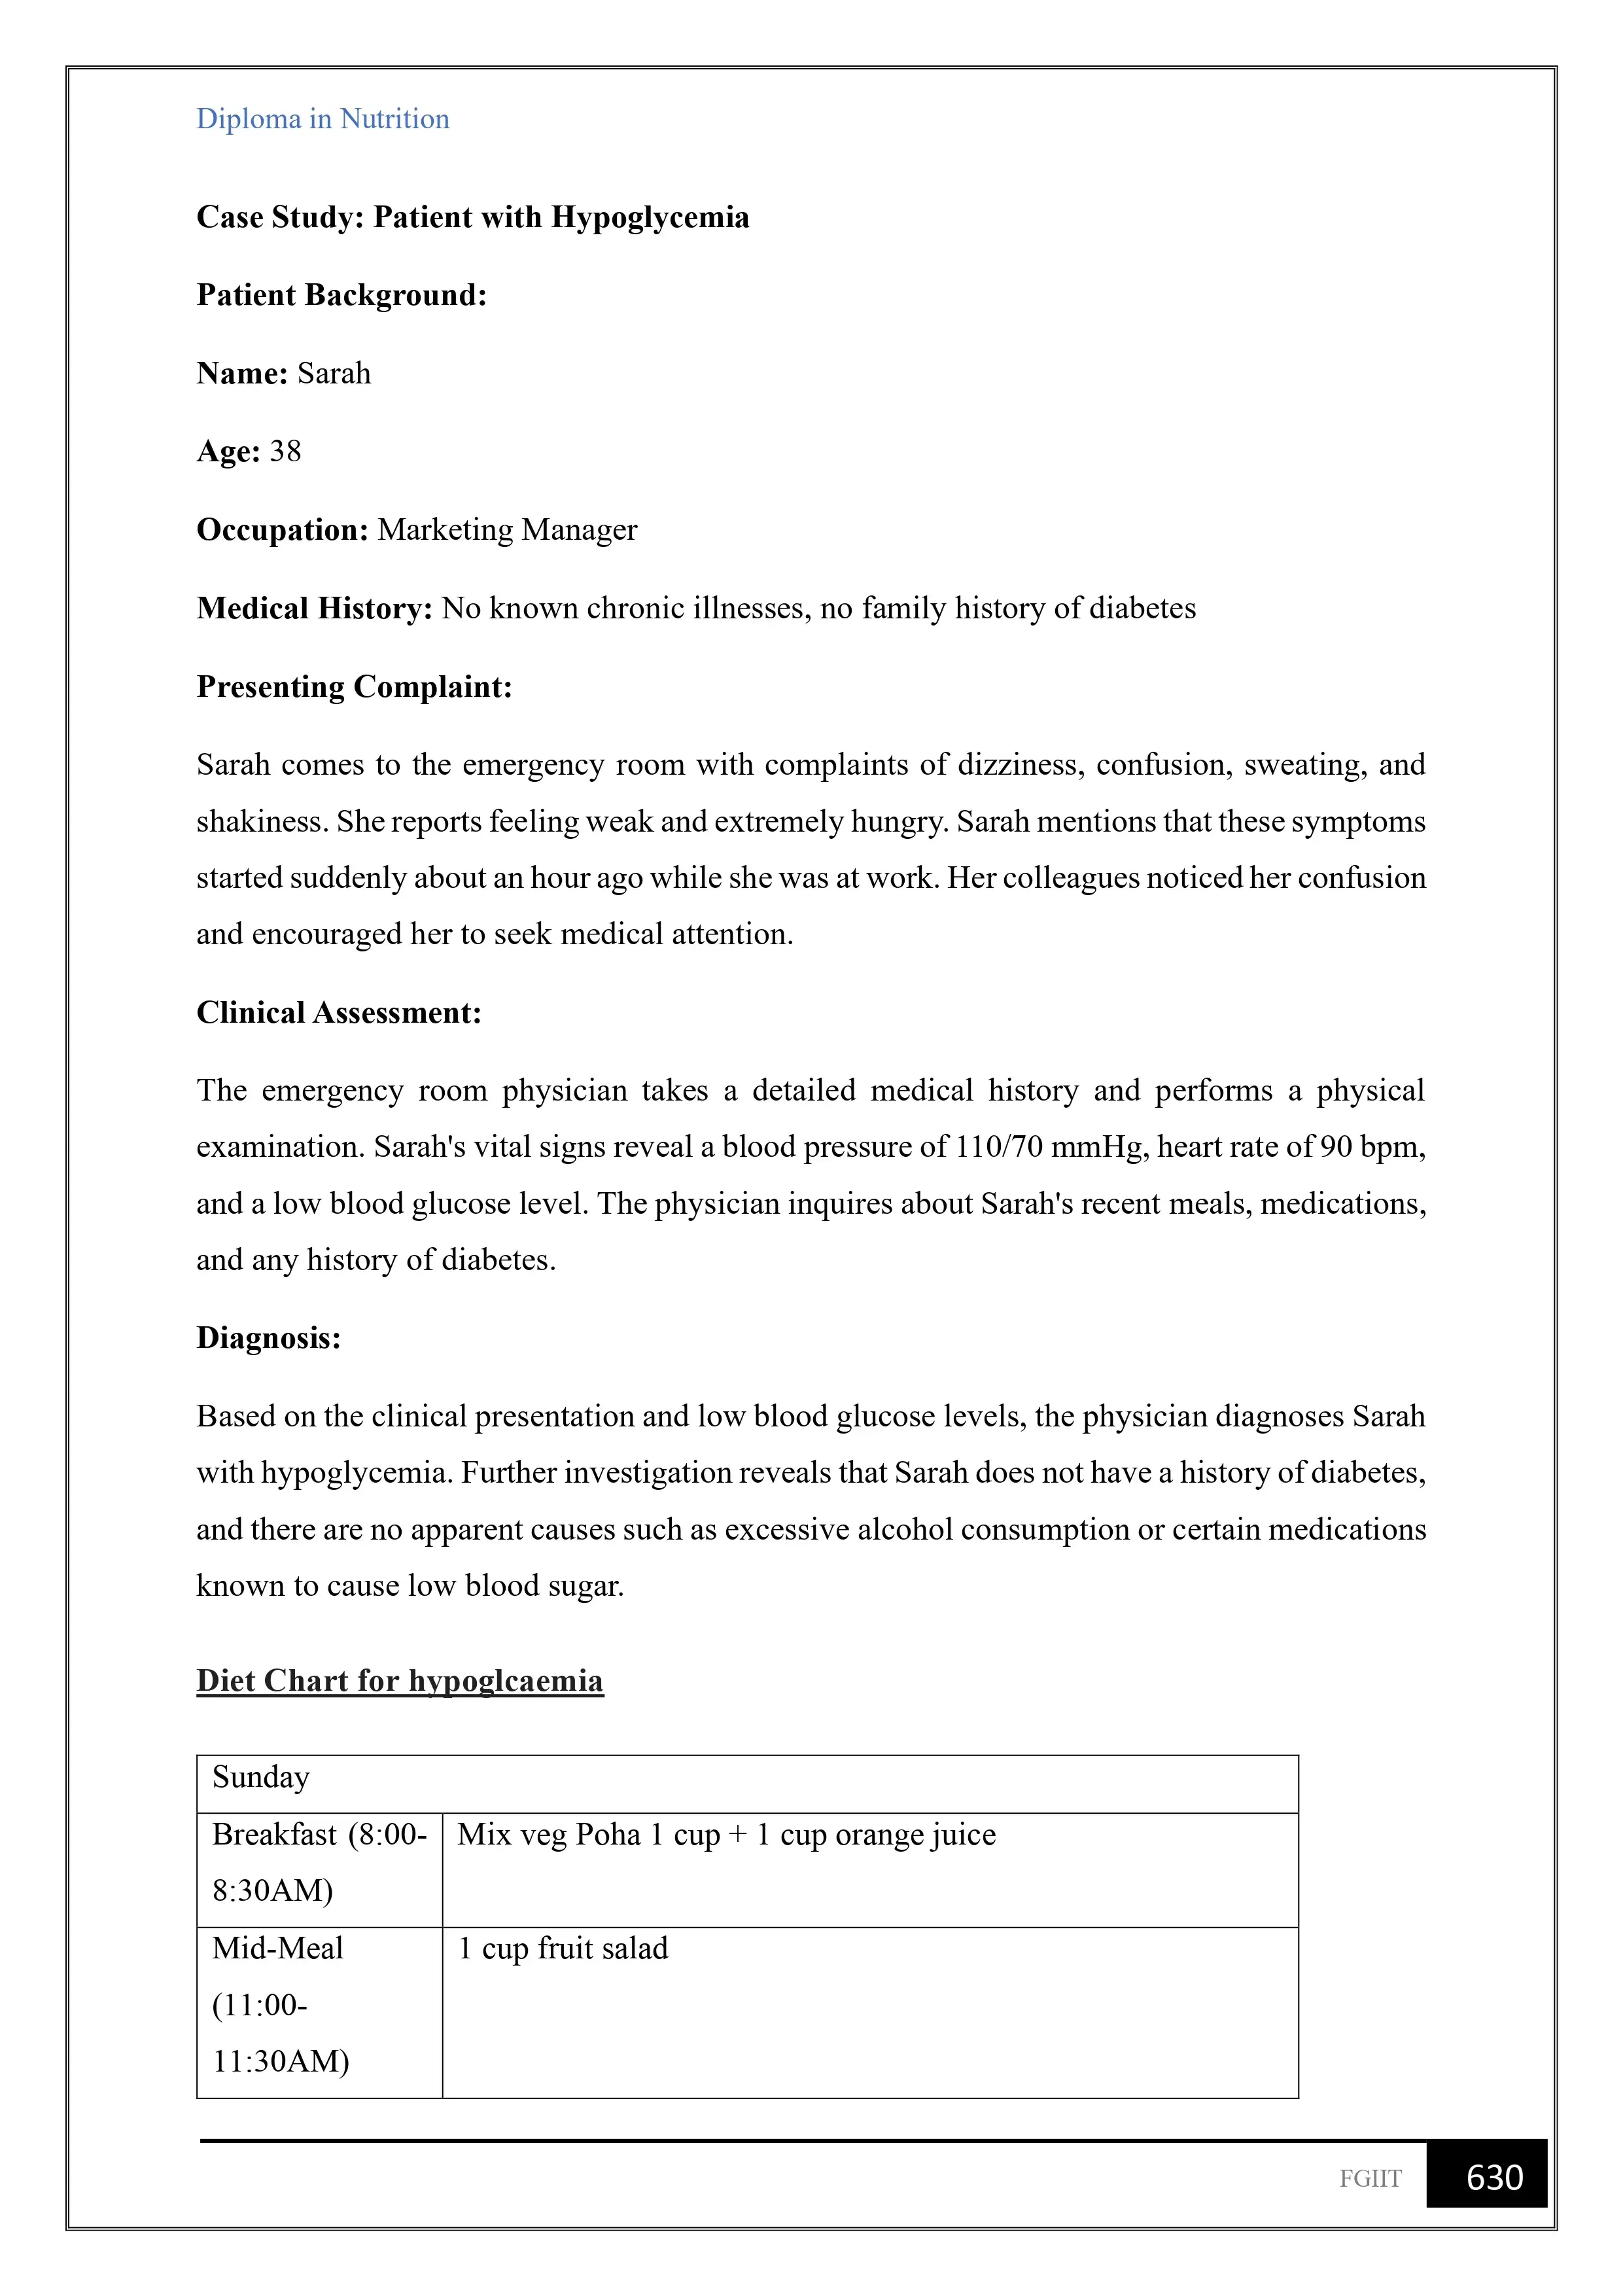 Diploma in Nutrition
Case Study: Patient with Hypoglycemia
Patient Background:
Name: Sarah
Age: 38
Occupation: Marketing Manager
Medical History: No known chronic illnesses, no family history of diabetes
Presenting Complaint:
Sarah comes to the emergency room with complaints of dizziness, confusion, sweating, and
shakiness. She reports feeling weak and extremely hungry. Sarah mentions that these symptoms
started suddenly about an hour ago while she was at work. Her colleagues noticed her confusion
and encouraged her to seek medical attention.
Clinical Assessment:
The emergency room physician takes a detailed medical history and performs a physical
examination. Sarah's vital signs reveal a blood pressure of 110/70 mmHg, heart rate of 90 bpm,
and a low blood glucose level. The physician inquires about Sarah's recent meals, medications,
and any history of diabetes.
Diagnosis:
Based on the clinical presentation and low blood glucose levels, the physician diagnoses Sarah
with hypoglycemia. Further investigation reveals that Sarah does not have a history of diabetes,
and there are no apparent causes such as excessive alcohol consumption or certain medications
known to cause low blood sugar.
Diet Chart for hypoglcaemia
Sunday
Breakfast (8:00-
8:30AM)
Mix veg Poha 1 cup + 1 cup orange juice
Mid-Meal
(11:00-
11:30AM)
1 cup fruit salad
FGIIT
630